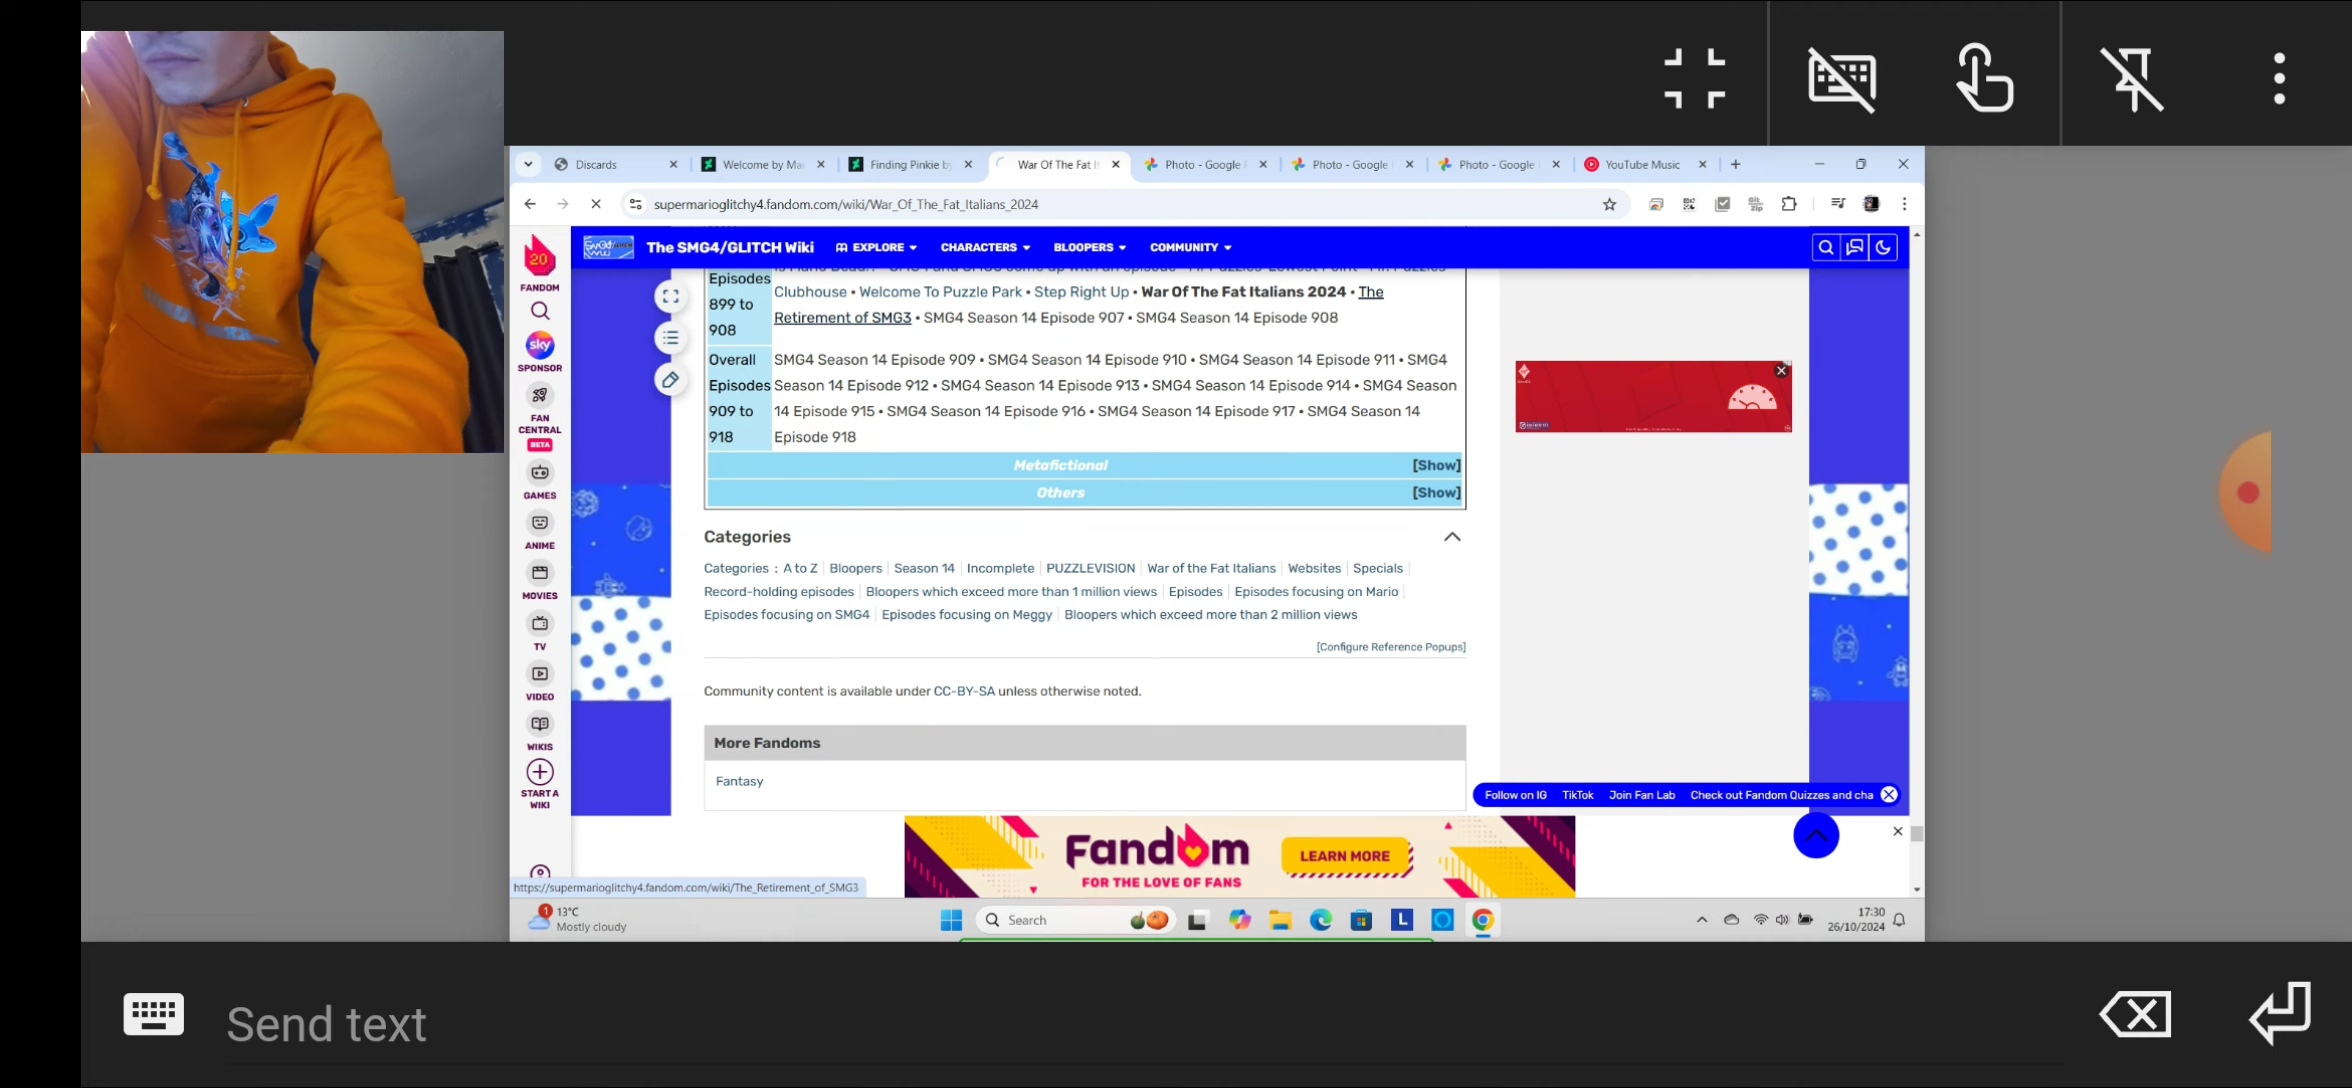 Discards
Welcome by Ma
Finding Pinkie b
War Of The Fat I
Photo - Google
Photo - Google
Photo - Google
YouTube Music
supermarioglitchy4.fandom.com/wiki/War_Of_The_Fat_Italians_2024
20
FANDOM
sky
SPONSOR
FAN
CENTRAL
BETA
GAMES
ANIME
MOVIES
TV
VIDEO
WIKIS
START A
WIKI
The SMG4/GLITCH Wiki
EXPLORE
CHARACTERS
BLOOPERS
COMMUNITY
Episodes
899 to
908
Clubhouse • Welcome To Puzzle Park • Step Right Up • War Of The Fat Italians 2024 • The
Retirement of SMG3 • SMG4 Season 14 Episode 907 • SMG4 Season 14 Episode 908
Overall
Episodes
909 to
918
SMG4 Season 14 Episode 909 • SMG4 Season 14 Episode 910 • SMG4 Season 14 Episode 911 • SMG4
Season 14 Episode 912 • SMG4 Season 14 Episode 913 • SMG4 Season 14 Episode 914 • SMG4 Season
14 Episode 915 • SMG4 Season 14 Episode 916 • SMG4 Season 14 Episode 917 • SMG4 Season 14
Episode 918
Metafictional
[Show]
Others
[Show]
Categories
Categories : A to Z Bloopers Season 14 Incomplete PUZZLEVISION War of the Fat Italians Websites Specials
Record-holding episodes Bloopers which exceed more than 1 million views Episodes Episodes focusing on Mario
Episodes focusing on SMG4 Episodes focusing on Meggy Bloopers which exceed more than 2 million views
[Configure Reference Popups]
Community content is available under CC-BY-SA unless otherwise noted.
More Fandoms
Fantasy
Follow on IG TikTok Join Fan Lab Check out Fandom Quizzes and cha
Fandom
FOR THE LOVE OF FANS
LEARN MORE
https://supermarioglitchy4.fandom.com/wiki/The_Retirement_of_SMG3
1
13°C
Mostly cloudy
Search
L
17:30
26/10/2024
Send text